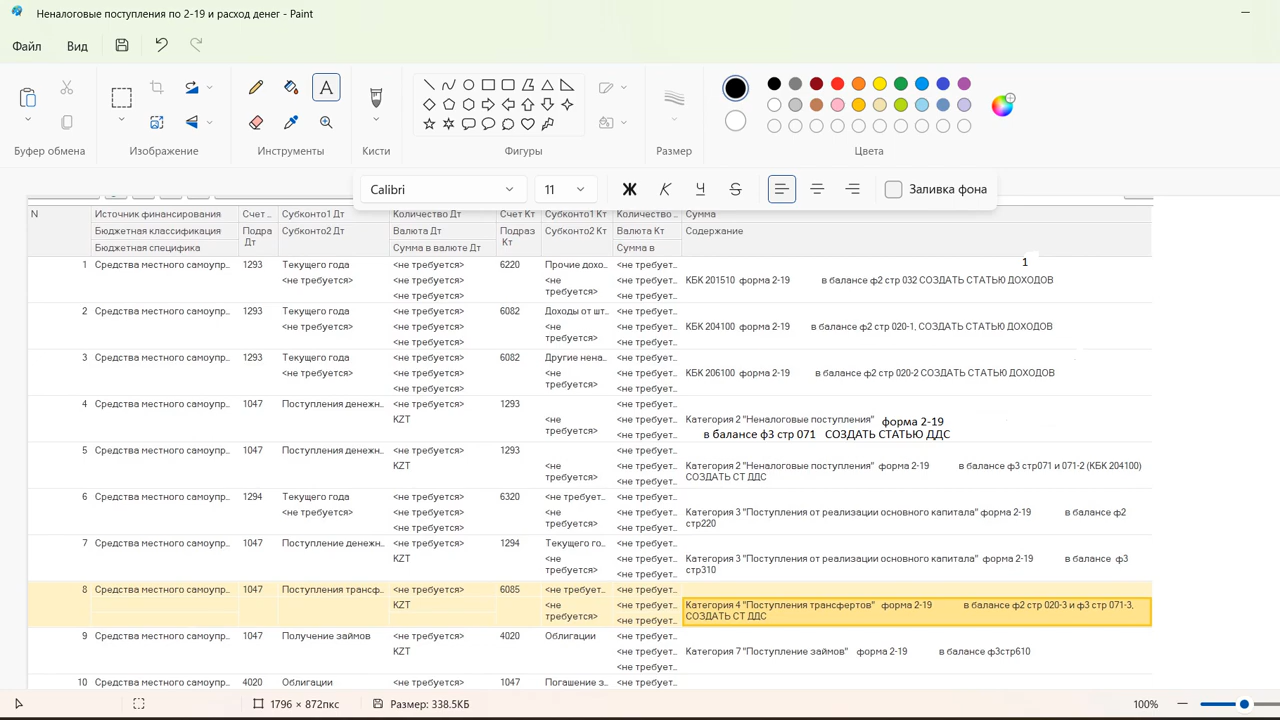 Неналоговые поступления по 2-19 и расход денег - Paint
Файл Вид
Буфер обмена Изображение Инструменты Кисти Фигуры Размер Цвета
Calibri 11 Ж К Ч S Заливка фона
N Источник финансирования Счет .. Субконто1 Дт Количество Дт Счет Кт Субконто1 Кт Количество .. Сумма
Бюджетная классификация Подра Субконто2 Дт Валюта Дт Подраз Субконто2 Кт Валюта Кт Содержание
Бюджетная специфика Дт Сумма в валюте Дт Кт Сумма в
1 Средства местного самоупр.. 1293 Текущего года <не требуется> 6220 Прочие дохо.. <не требует.. 1
<не требуется> <не требуется> <не требуется> <не требует.. КБК 201510 форма 2-19 в балансе ф2 стр 032 СОЗДАТЬ СТАТЬЮ ДОХОДОВ
<не требуется> <не требует..
2 Средства местного самоупр.. 1293 Текущего года <не требуется> 6082 Доходы от шт.. <не требует..
<не требуется> <не требуется> <не требуется> <не требует.. КБК 204100 форма 2-19 в балансе ф2 стр 020-1, СОЗДАТЬ СТАТЬЮ ДОХОДОВ
<не требуется> <не требует..
3 Средства местного самоупр.. 1293 Текущего года <не требуется> 6082 Другие нена.. <не требует..
<не требуется> <не требуется> <не требуется> <не требует.. КБК 206100 форма 2-19 в балансе ф2 стр 020-2 СОЗДАТЬ СТАТЬЮ ДОХОДОВ
<не требуется> <не требует..
4 Средства местного самоупр.. 1047 Поступления денежн.. <не требуется> 1293 <не требует..
KZT <не требуется> <не требует.. Категория 2 "Неналоговые поступления" форма 2-19
<не требует.. в балансе ф3 стр 071 СОЗДАТЬ СТАТЬЮ ДДС
5 Средства местного самоупр.. 1047 Поступления денежн.. <не требуется> 1293 <не требует..
KZT <не требуется> <не требует.. Категория 2 "Неналоговые поступления" форма 2-19 в балансе ф3 стр071 и 071-2 (КБК 204100)
<не требует.. СОЗДАТЬ СТ ДДС
6 Средства местного самоупр.. 1294 Текущего года <не требуется> 6320 <не требует.. <не требует..
<не требуется> <не требуется> <не требуется> <не требует.. Категория 3 "Поступления от реализации основного капитала" форма 2-19 в балансе ф2
<не требуется> <не требует.. стр220
7 Средства местного самоупр.. 1047 Поступление денежн.. <не требуется> 1294 Текущего го.. <не требует..
KZT <не требуется> <не требует.. Категория 3 "Поступления от реализации основного капитала" форма 2-19 в балансе ф3
<не требует.. стр310
8 Средства местного самоупр.. 1047 Поступления трансф.. <не требуется> 6085 <не требует.. <не требует..
KZT <не требуется> <не требует.. Категория 4 "Поступления трансфертов" форма 2-19 в балансе ф2 стр 020-3 и ф3 стр 071-3,
<не требует.. СОЗДАТЬ СТ ДДС
9 Средства местного самоупр.. 1047 Получение займов <не требуется> 4020 Облигации <не требует..
KZT <не требует.. Категория 7 "Поступление займов" форма 2-19 в балансе ф3стр610
<не требует..
10 Средства местного самоупр.. 4020 Облигации <не требуется> 1047 Погашение з.. <не требует..
1796 × 872пкс Размер: 338.5КБ 100%